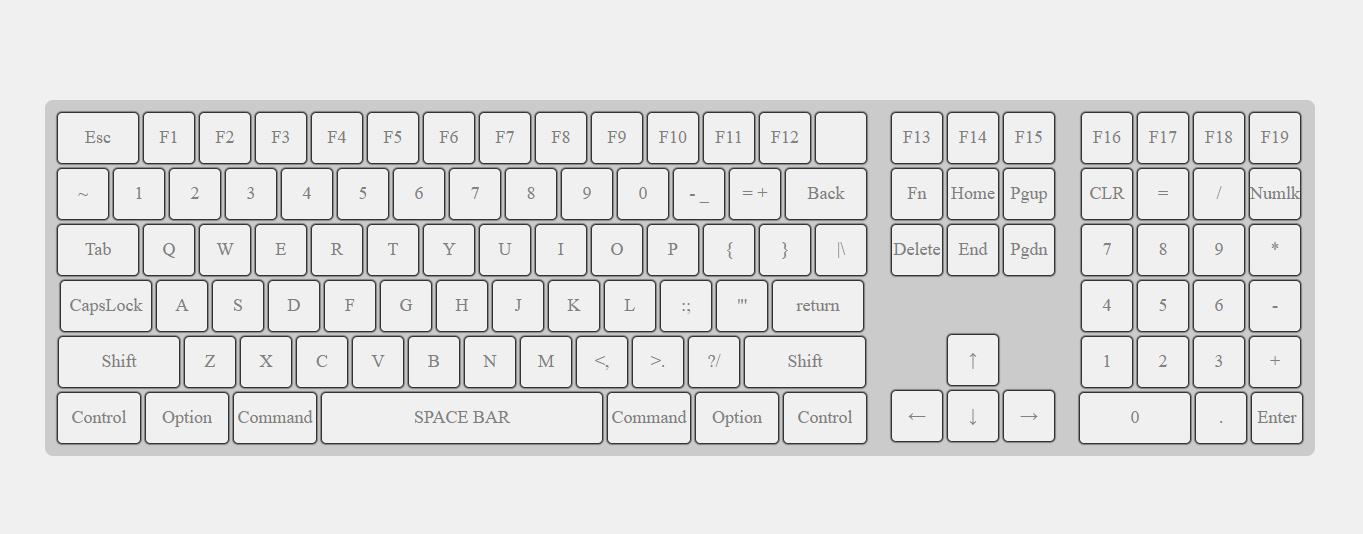 Esc F1 F2 F3 F4 F5 F6 F7 F8 F9 F10 F11 F12 F13 F14 F15 F16 F17 F18 F19
~ 1 2 3 4 5 6 7 8 9 0 - _ = + Back Fn Home Pgup CLR = / Numlk
Tab Q W E R T Y U I O P { } |\ Delete End Pgdn 7 8 9 *
CapsLock A S D F G H J K L :; "' return 4 5 6 -
Shift Z X C V B N M <, >. ?/ Shift ↑ 1 2 3 +
Control Option Command SPACE BAR Command Option Control ← ↓ → 0 . Enter